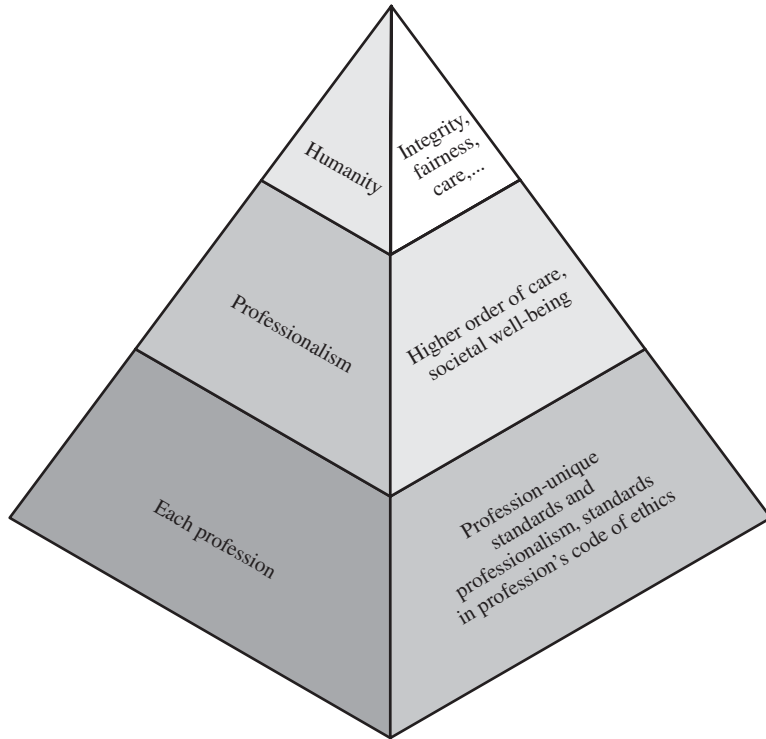 Humanity
Integrity,
fairness,
care,...
Professionalism
Higher order of care,
societal well-being
Each profession
Profession-unique
standards and
professionalism, standards
in profession’s code of ethics